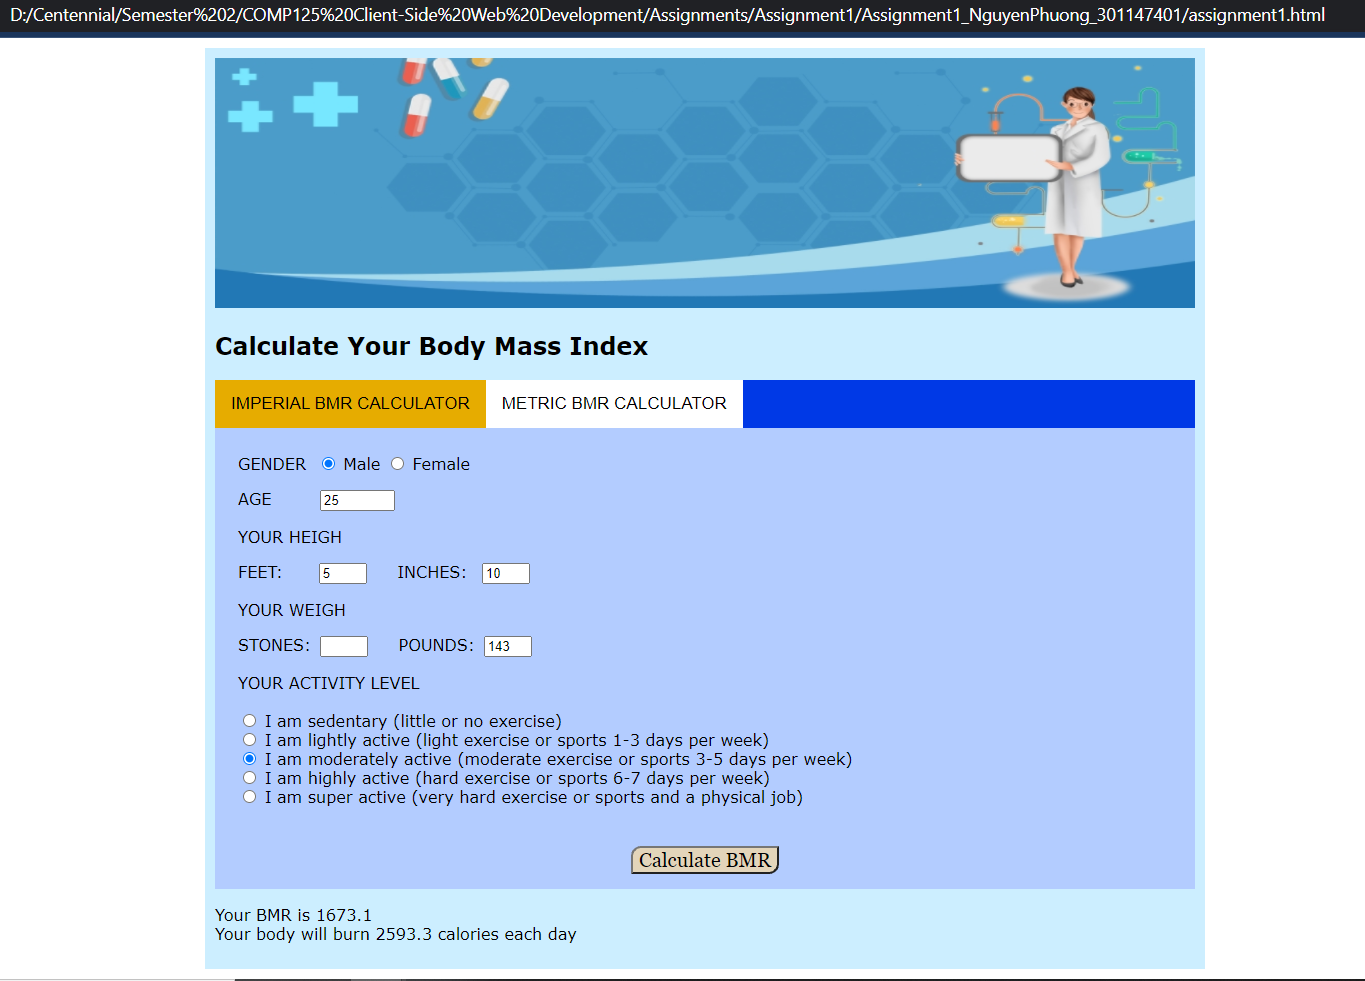 D:/Centennial/Semester%202/COMP125%20Client-Side%20Web%20Development/Assignments/Assignment1/Assignment1_NguyenPhuong_301147401/assignment1.html
Calculate Your Body Mass Index
IMPERIAL BMR CALCULATOR METRIC BMR CALCULATOR
GENDER Male Female
AGE 25
YOUR HEIGH
FEET: 5 INCHES: 10
YOUR WEIGH
STONES: POUNDS: 143
YOUR ACTIVITY LEVEL
I am sedentary (little or no exercise)
I am lightly active (light exercise or sports 1-3 days per week)
I am moderately active (moderate exercise or sports 3-5 days per week)
I am highly active (hard exercise or sports 6-7 days per week)
I am super active (very hard exercise or sports and a physical job)
Calculate BMR
Your BMR is 1673.1
Your body will burn 2593.3 calories each day